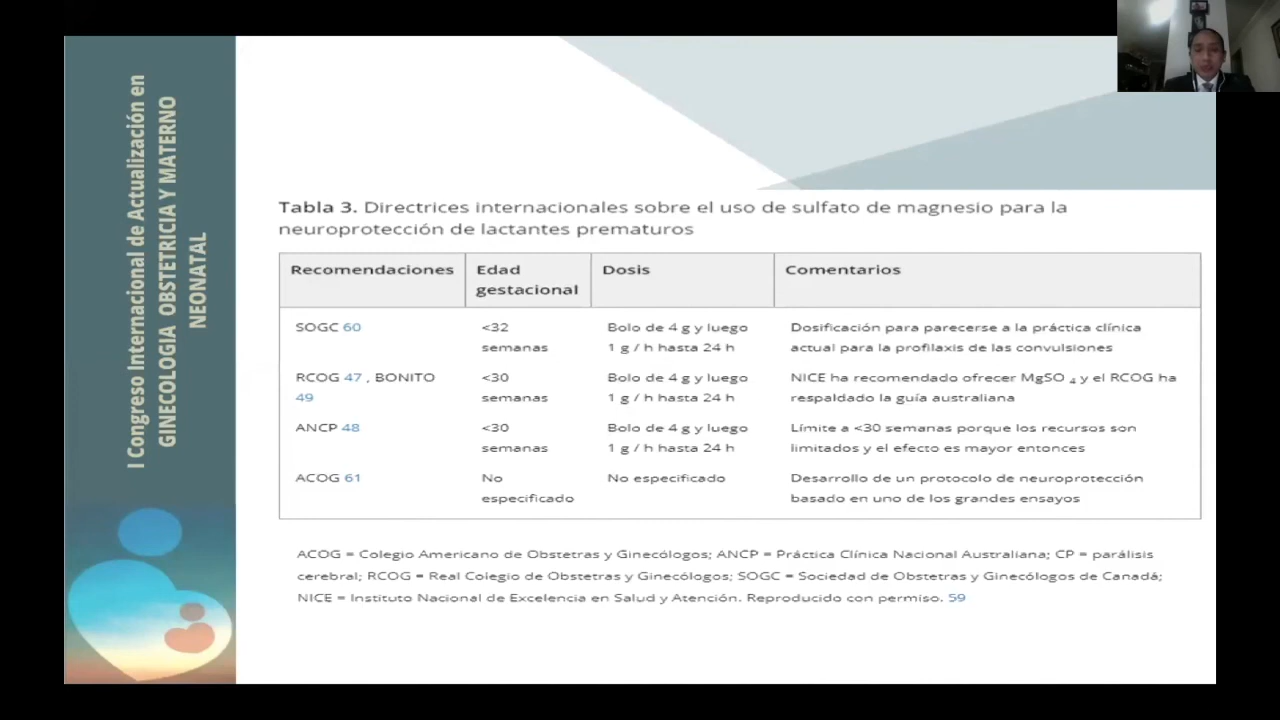 I Congreso Internacional de Actualización en
GINECOLOGIA OBSTETRICIA Y MATERNO
NEONATAL
Tabla 3. Directrices internacionales sobre el uso de sulfato de magnesio para la
neuroprotección de lactantes prematuros
Recomendaciones Edad gestacional Dosis Comentarios
SOGC 60 <32 Bolo de 4 g y luego Dosificación para parecerse a la práctica clínica
semanas 1 g / h hasta 24 h actual para la profilaxis de las convulsiones
RCOG 47 , BONITO <30 Bolo de 4 g y luego NICE ha recomendado ofrecer MgSO 4 y el RCOG ha
49 semanas 1 g / h hasta 24 h respaldado la guía australiana
ANCP 48 <30 Bolo de 4 g y luego Límite a <30 semanas porque los recursos son
semanas 1 g / h hasta 24 h limitados y el efecto es mayor entonces
ACOG 61 No No especificado Desarrollo de un protocolo de neuroprotección
especificado basado en uno de los grandes ensayos
ACOG = Colegio Americano de Obstetras y Ginecólogos; ANCP = Práctica Clínica Nacional Australiana; CP = parálisis
cerebral; RCOG = Real Colegio de Obstetras y Ginecólogos; SOGC = Sociedad de Obstetras y Ginecólogos de Canadá;
NICE = Instituto Nacional de Excelencia en Salud y Atención. Reproducido con permiso. 59